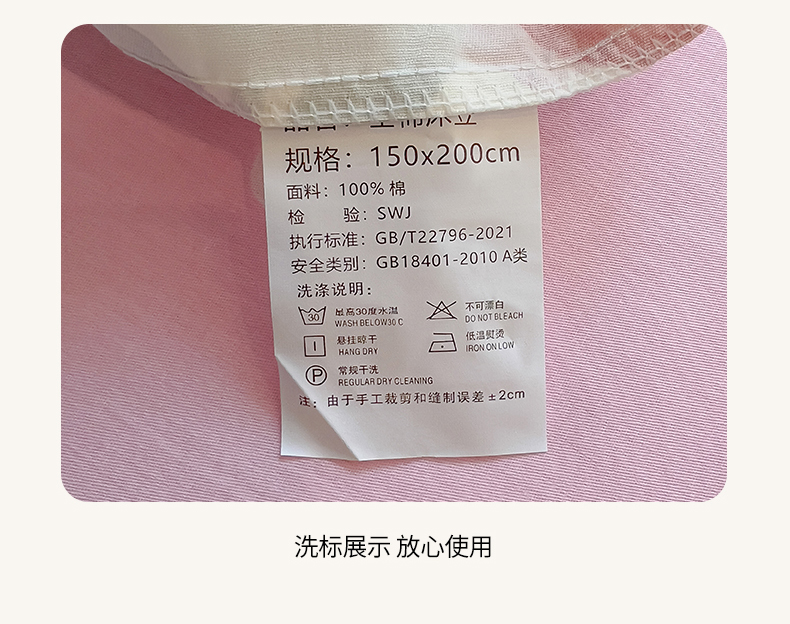 规格：150x200cm
面料：100% 棉
检 验：SWJ
执行标准：GB/T22796-2021
安全类别：GB18401-2010 A类
洗涤说明：
30 最高30度水温 不可漂白
WASH BELOW30 C DO NOT BLEACH
悬挂晾干 低温熨烫
HANG DRY IRON ON LOW
P 常规干洗
REGULAR DRY CLEANING
注：由于手工裁剪和缝制误差±2cm
洗标展示 放心使用